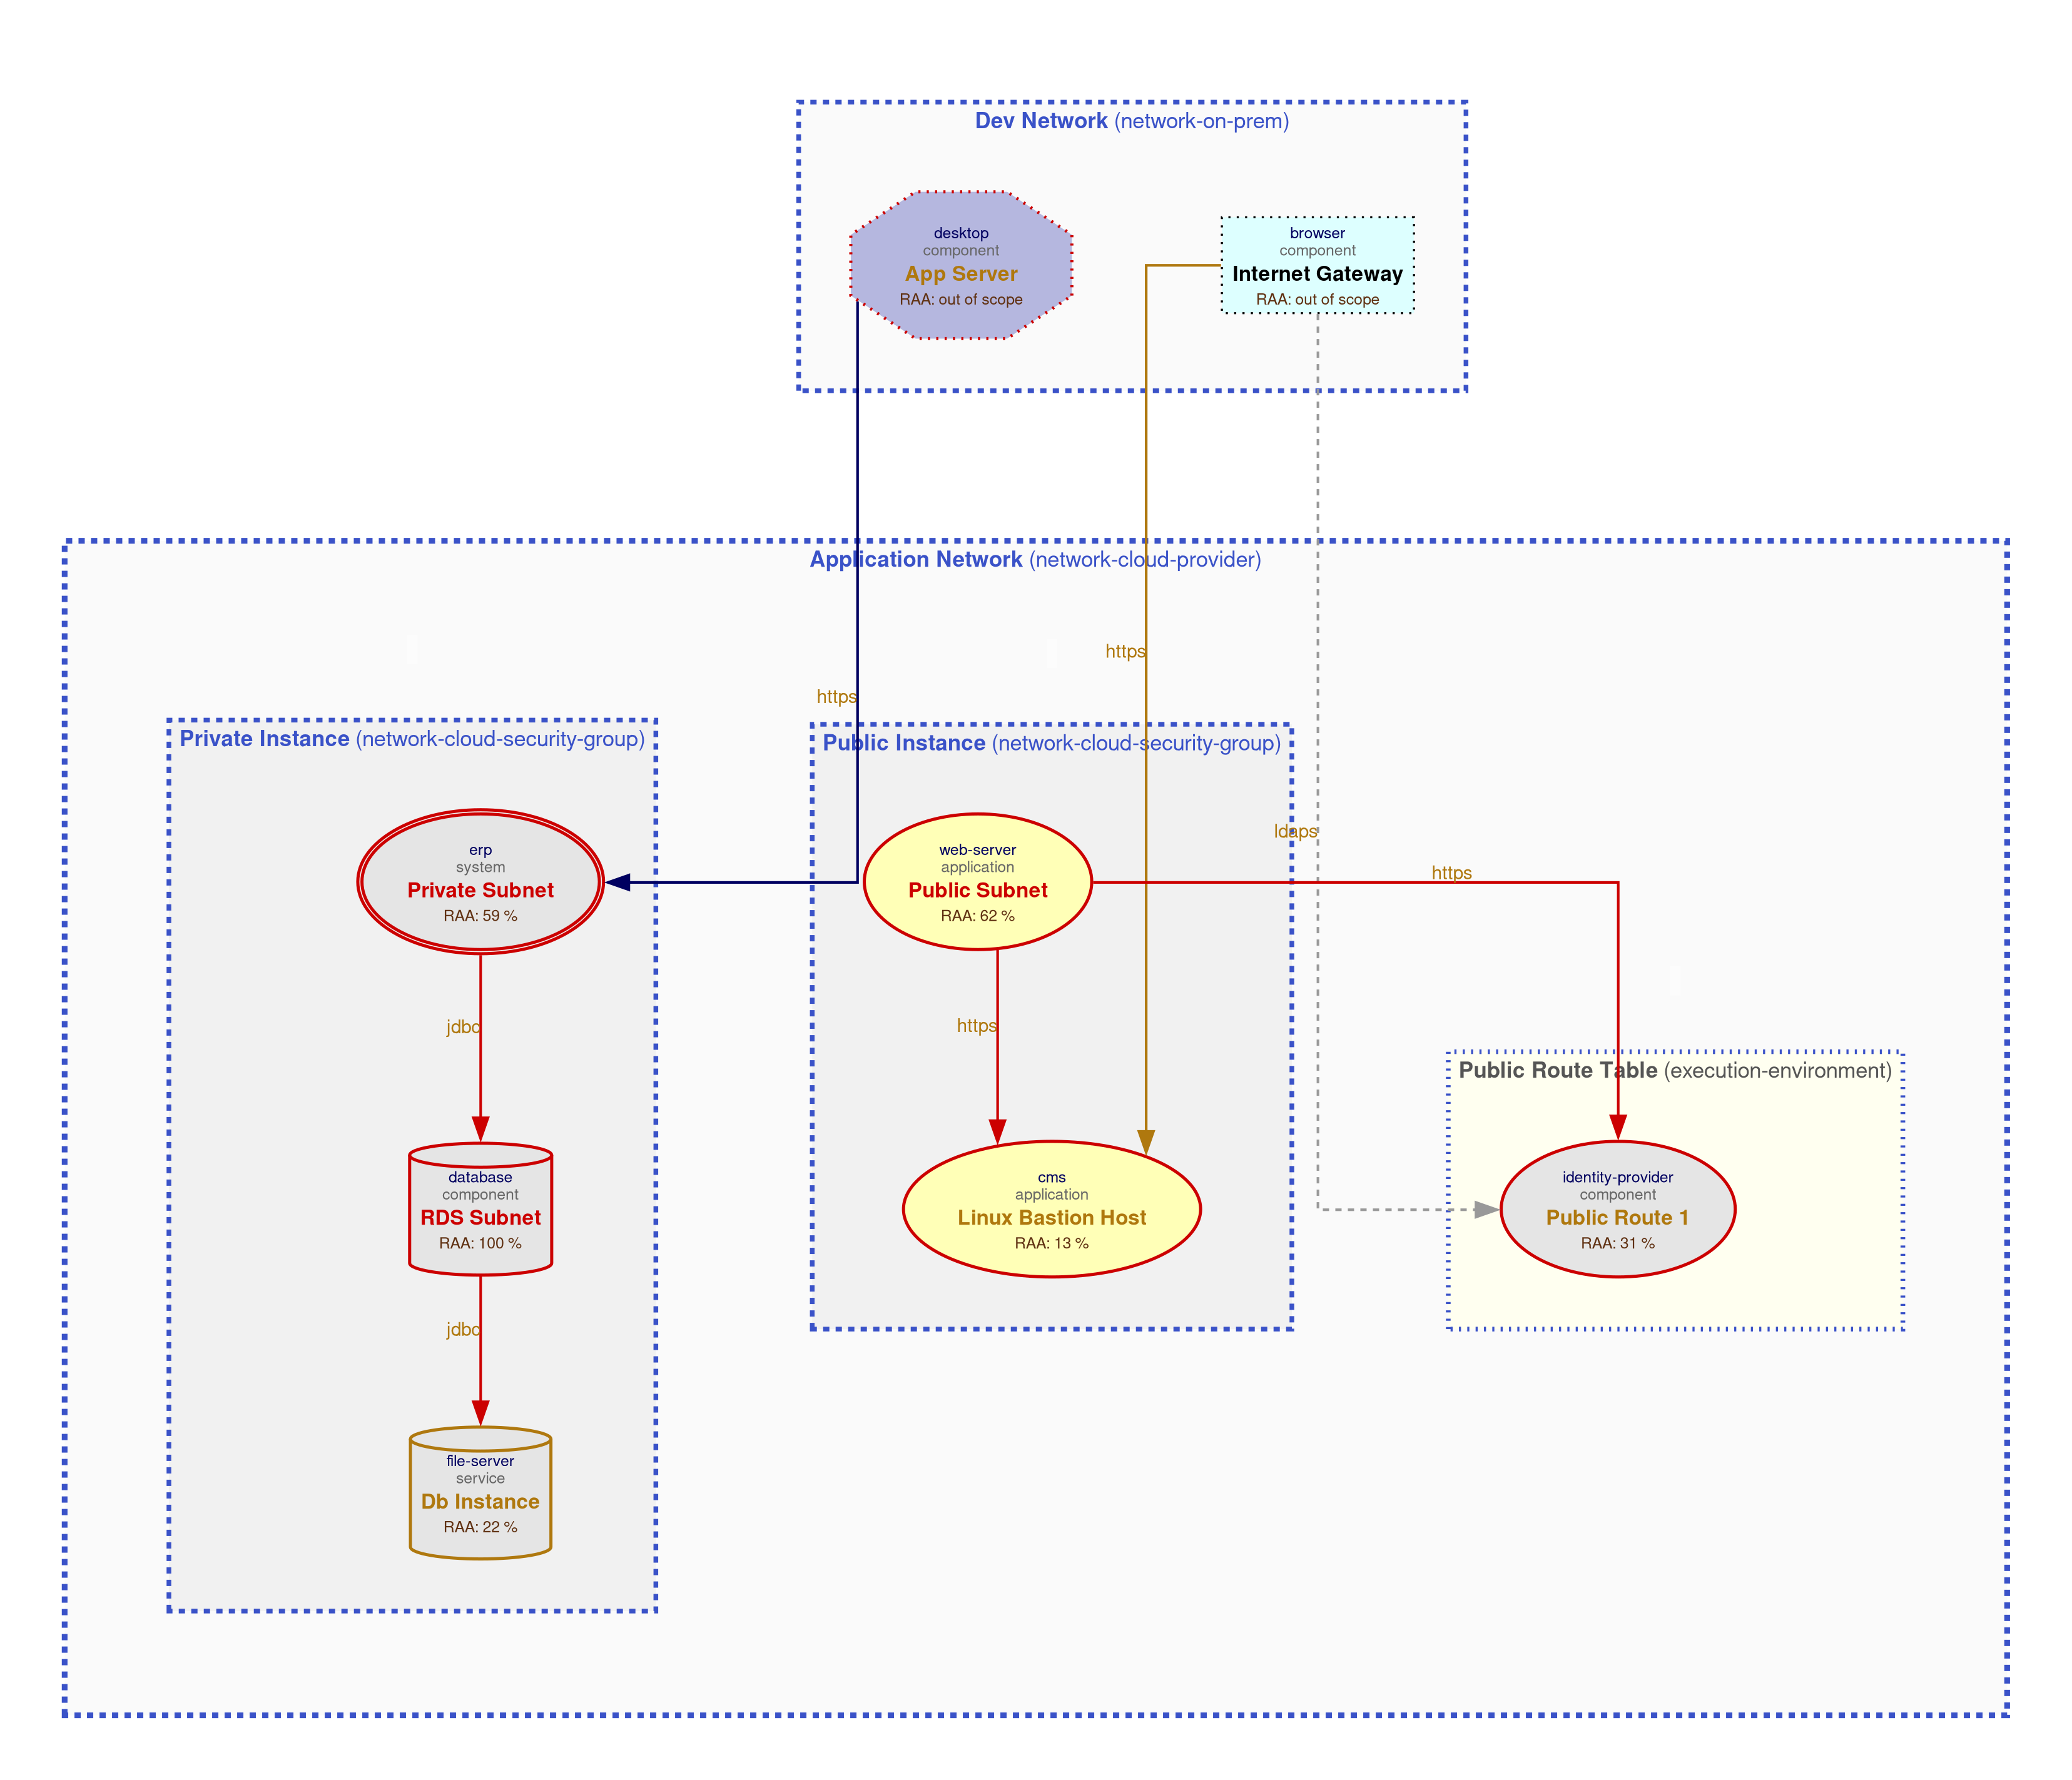 Dev Network (network-on-prem)
desktop
component
App Server
RAA: out of scope
browser
component
Internet Gateway
RAA: out of scope
Application Network (network-cloud-provider)
https
https
Private Instance (network-cloud-security-group)
Public Instance (network-cloud-security-group)
ldaps
erp
system
Private Subnet
RAA: 59 %
web-server
application
Public Subnet
RAA: 62 %
https
jdbc
https
Public Route Table (execution-environment)
database
component
RDS Subnet
RAA: 100 %
cms
application
Linux Bastion Host
RAA: 13 %
identity-provider
component
Public Route 1
RAA: 31 %
jdbc
file-server
service
Db Instance
RAA: 22 %